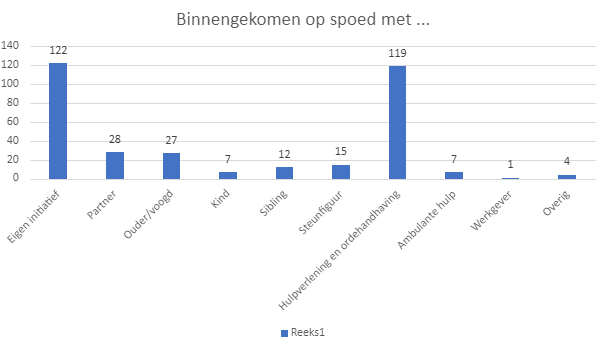 Binnengekomen op spoed met ...
140
120
100
80
60
40
20
0
122
28
27
7
12
15
119
7
1
4
Eigen initiatief
Partner
Ouder/voogd
Kind
Sibling
Steunfiguur
Hulpverlening en ordehandhaving
Ambulante hulp
Werkgever
Overig
Reeks1